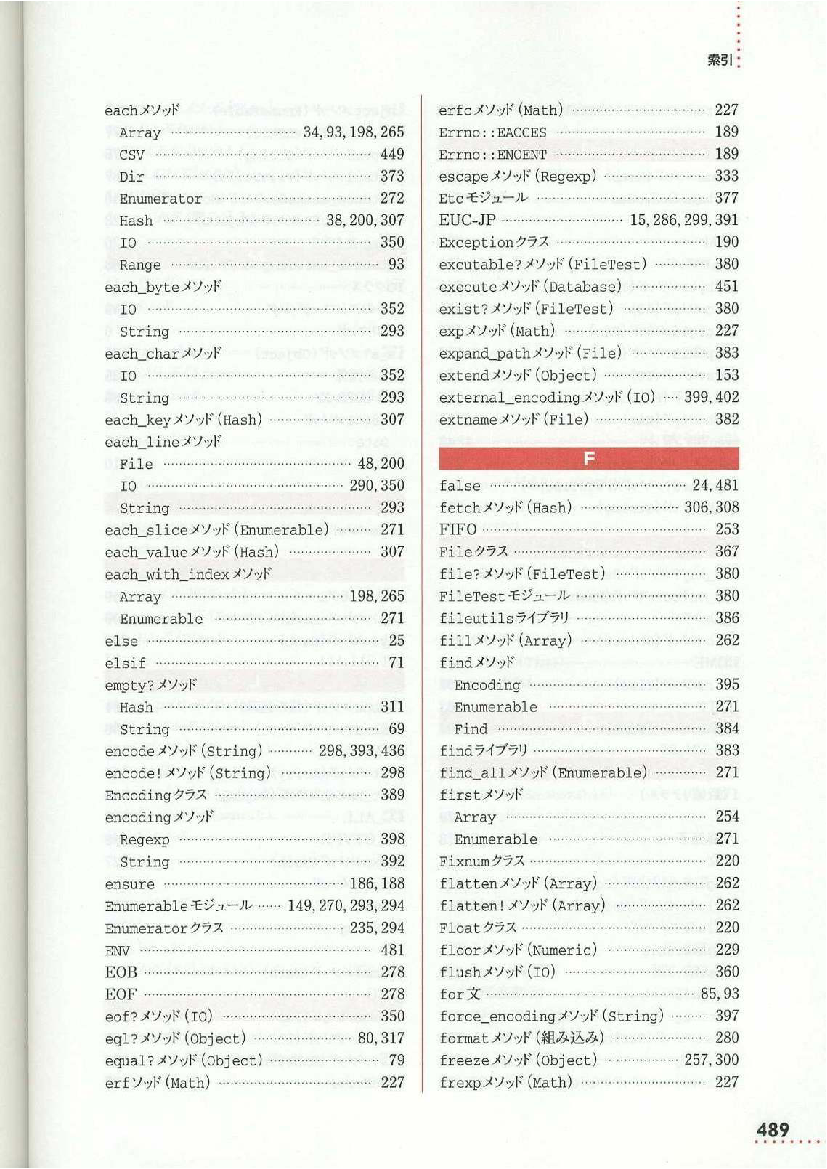 索引
eachメソッド
Array 34, 93, 198, 265
CSV 449
Dir 373
Enumerator 272
Hash 38, 200, 307
IO 350
Range 93
each_byteメソッド
IO 352
String 293
each_charメソッド
IO 352
String 293
each_keyメソッド(Hash) 307
each_lineメソッド
File 48, 200
IO 290, 350
String 293
each_sliceメソッド(Enumerable) 271
each_valueメソッド(Hash) 307
each_with_indexメソッド
Array 198, 265
Enumerable 271
else 25
elsif 71
empty?メソッド
Hash 311
String 69
encodeメソッド(String) 298, 393, 436
encode!メソッド(String) 298
Encodingクラス 389
encodingメソッド
Regexp 398
String 392
ensure 186, 188
Enumerableモジュール 149, 270, 293, 294
Enumeratorクラス 235, 294
ENV 481
EOB 278
EOF 278
eof?メソッド(IO) 350
eql?メソッド(Object) 80, 317
equal?メソッド(Object) 79
erfソッド(Math) 227
erfcメソッド(Math) 227
Errno::EACCES 189
Errno::ENOENT 189
escapeメソッド(Regexp) 333
Etcモジュール 377
EUC-JP 15, 286, 299, 391
Exceptionクラス 190
excutable?メソッド(FileTest) 380
executeメソッド(Database) 451
exist?メソッド(FileTest) 380
expメソッド(Math) 227
expand_pathメソッド(File) 383
extendメソッド(Object) 153
external_encodingメソッド(IO) 399, 402
extnameメソッド(File) 382
F
false 24, 481
fetchメソッド(Hash) 306, 308
FIFO 253
Fileクラス 367
file?メソッド(FileTest) 380
FileTestモジュール 380
fileutilsライブラリ 386
fillメソッド(Array) 262
findメソッド
Encoding 395
Enumerable 271
Find 384
findライブラリ 383
find_allメソッド(Enumerable) 271
firstメソッド
Array 254
Enumerable 271
Fixnumクラス 220
flattenメソッド(Array) 262
flatten!メソッド(Array) 262
Floatクラス 220
floorメソッド(Numeric) 229
flushメソッド(IO) 360
for文 85, 93
force_encodingメソッド(String) 397
formatメソッド(組み込み) 280
freezeメソッド(Object) 257, 300
frexpメソッド(Math) 227
489